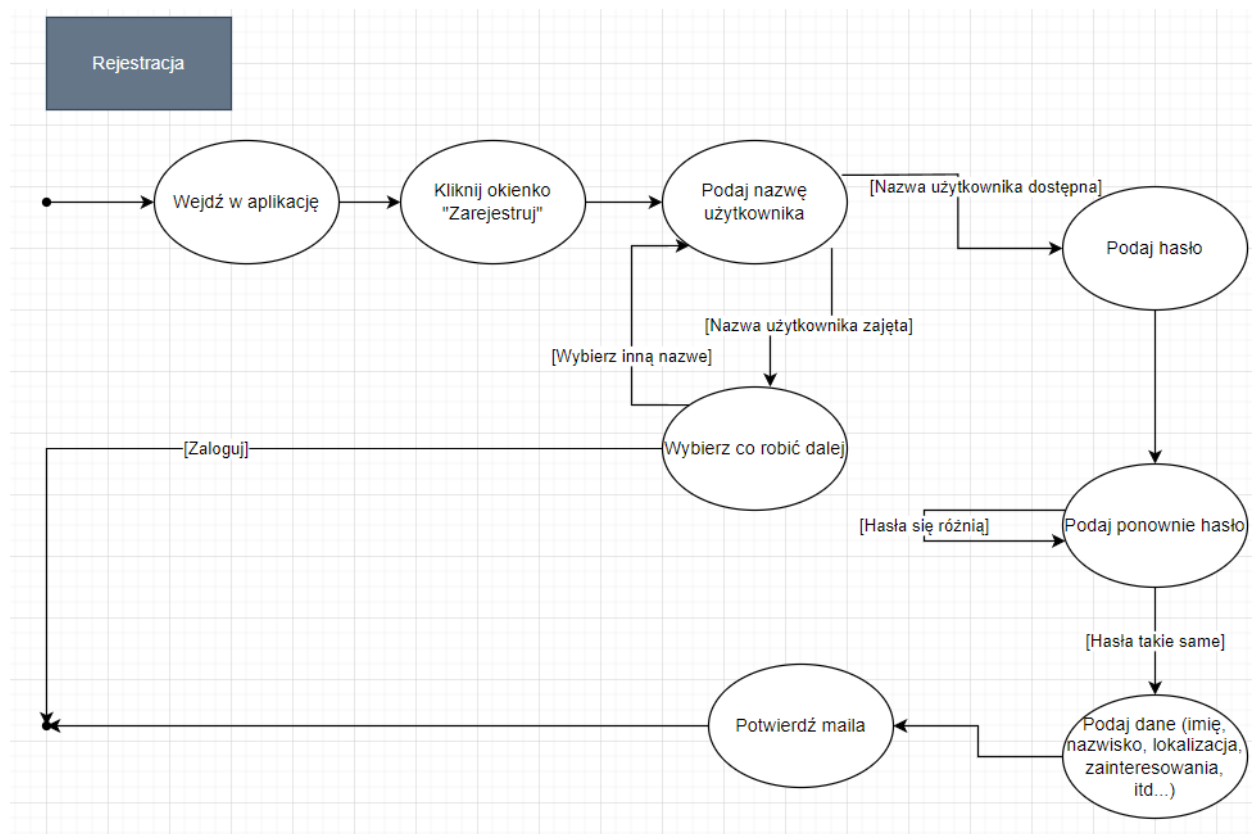 Rejestracja
Wejdź w aplikację
Kliknij okienko
"Zarejestruj"
Podaj nazwę
użytkownika
[Nazwa użytkownika dostępna]
Podaj hasło
[Nazwa użytkownika zajęta]
[Wybierz inną nazwe]
Wybierz co robić dalej
[Zaloguj]
[Hasła się różnią]
Podaj ponownie hasło
[Hasła takie same]
Potwierdź maila
Podaj dane (imię,
nazwisko, lokalizacja,
zainteresowania,
itd...)